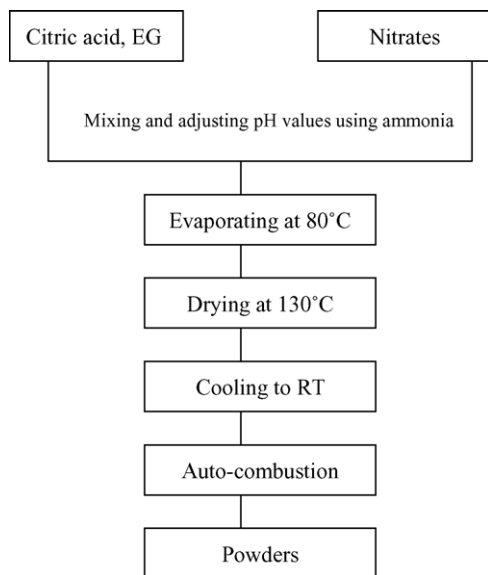 Citric acid, EG
Nitrates
Mixing and adjusting pH values using ammonia
Evaporating at 80˚C
Drying at 130˚C
Cooling to RT
Auto-combustion
Powders